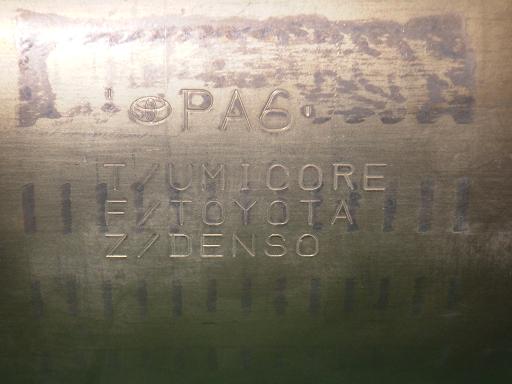 PA6
T/UMICORE
F/TOYOTA
Z/DENSO